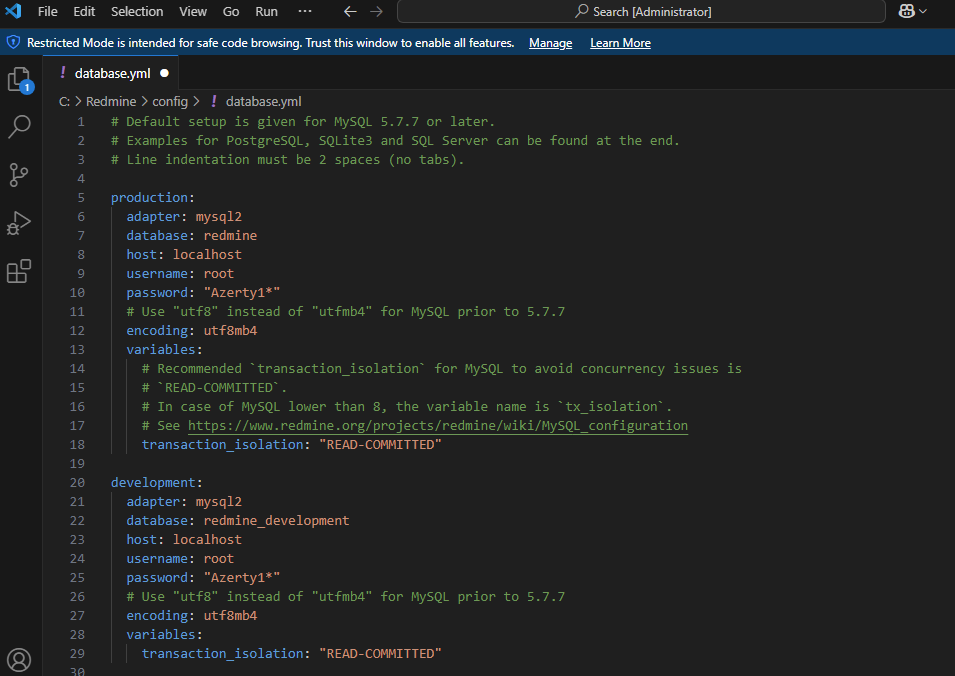 File Edit Selection View Go Run ··· Search [Administrator]
Restricted Mode is intended for safe code browsing. Trust this window to enable all features. Manage Learn More
1
! database.yml
C: > Redmine > config > ! database.yml
1 # Default setup is given for MySQL 5.7.7 or later.
2 # Examples for PostgreSQL, SQLite3 and SQL Server can be found at the end.
3 # Line indentation must be 2 spaces (no tabs).
4
5 production:
6   adapter: mysql2
7   database: redmine
8   host: localhost
9   username: root
10   password: "Azerty1*"
11   # Use "utf8" instead of "utfmb4" for MySQL prior to 5.7.7
12   encoding: utf8mb4
13   variables:
14     # Recommended `transaction_isolation` for MySQL to avoid concurrency issues is
15     # `READ-COMMITTED`.
16     # In case of MySQL lower than 8, the variable name is `tx_isolation`.
17     # See https://www.redmine.org/projects/redmine/wiki/MySQL_configuration
18     transaction_isolation: "READ-COMMITTED"
19
20 development:
21   adapter: mysql2
22   database: redmine_development
23   host: localhost
24   username: root
25   password: "Azerty1*"
26   # Use "utf8" instead of "utfmb4" for MySQL prior to 5.7.7
27   encoding: utf8mb4
28   variables:
29     transaction_isolation: "READ-COMMITTED"
30